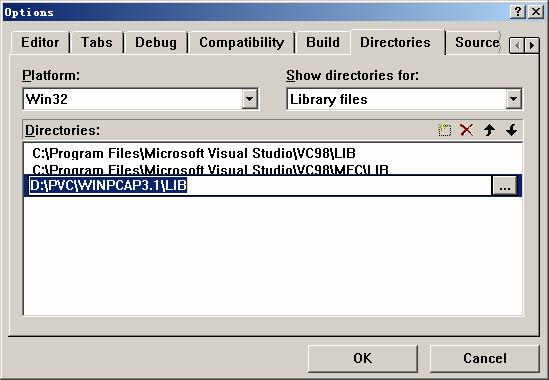 Options
Editor Tabs Debug Compatibility Build Directories Source
Platform: Show directories for:
Win32 Library files
Directories:
C:\Program Files\Microsoft Visual Studio\VC98\LIB
C:\Program Files\Microsoft Visual Studio\VC98\MFC\LIB
D:\PVC\WINPCAP3.1\LIB ...
OK Cancel